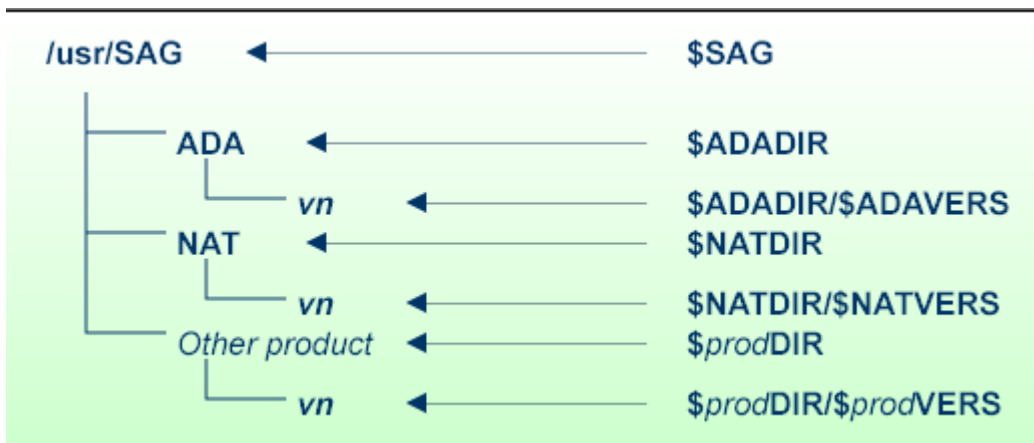 /usr/SAG $SAG
ADA $ADADIR
vn $ADADIR/$ADAVERS
NAT $NATDIR
vn $NATDIR/$NATVERS
Other product $prodDIR
vn $prodDIR/$prodVERS